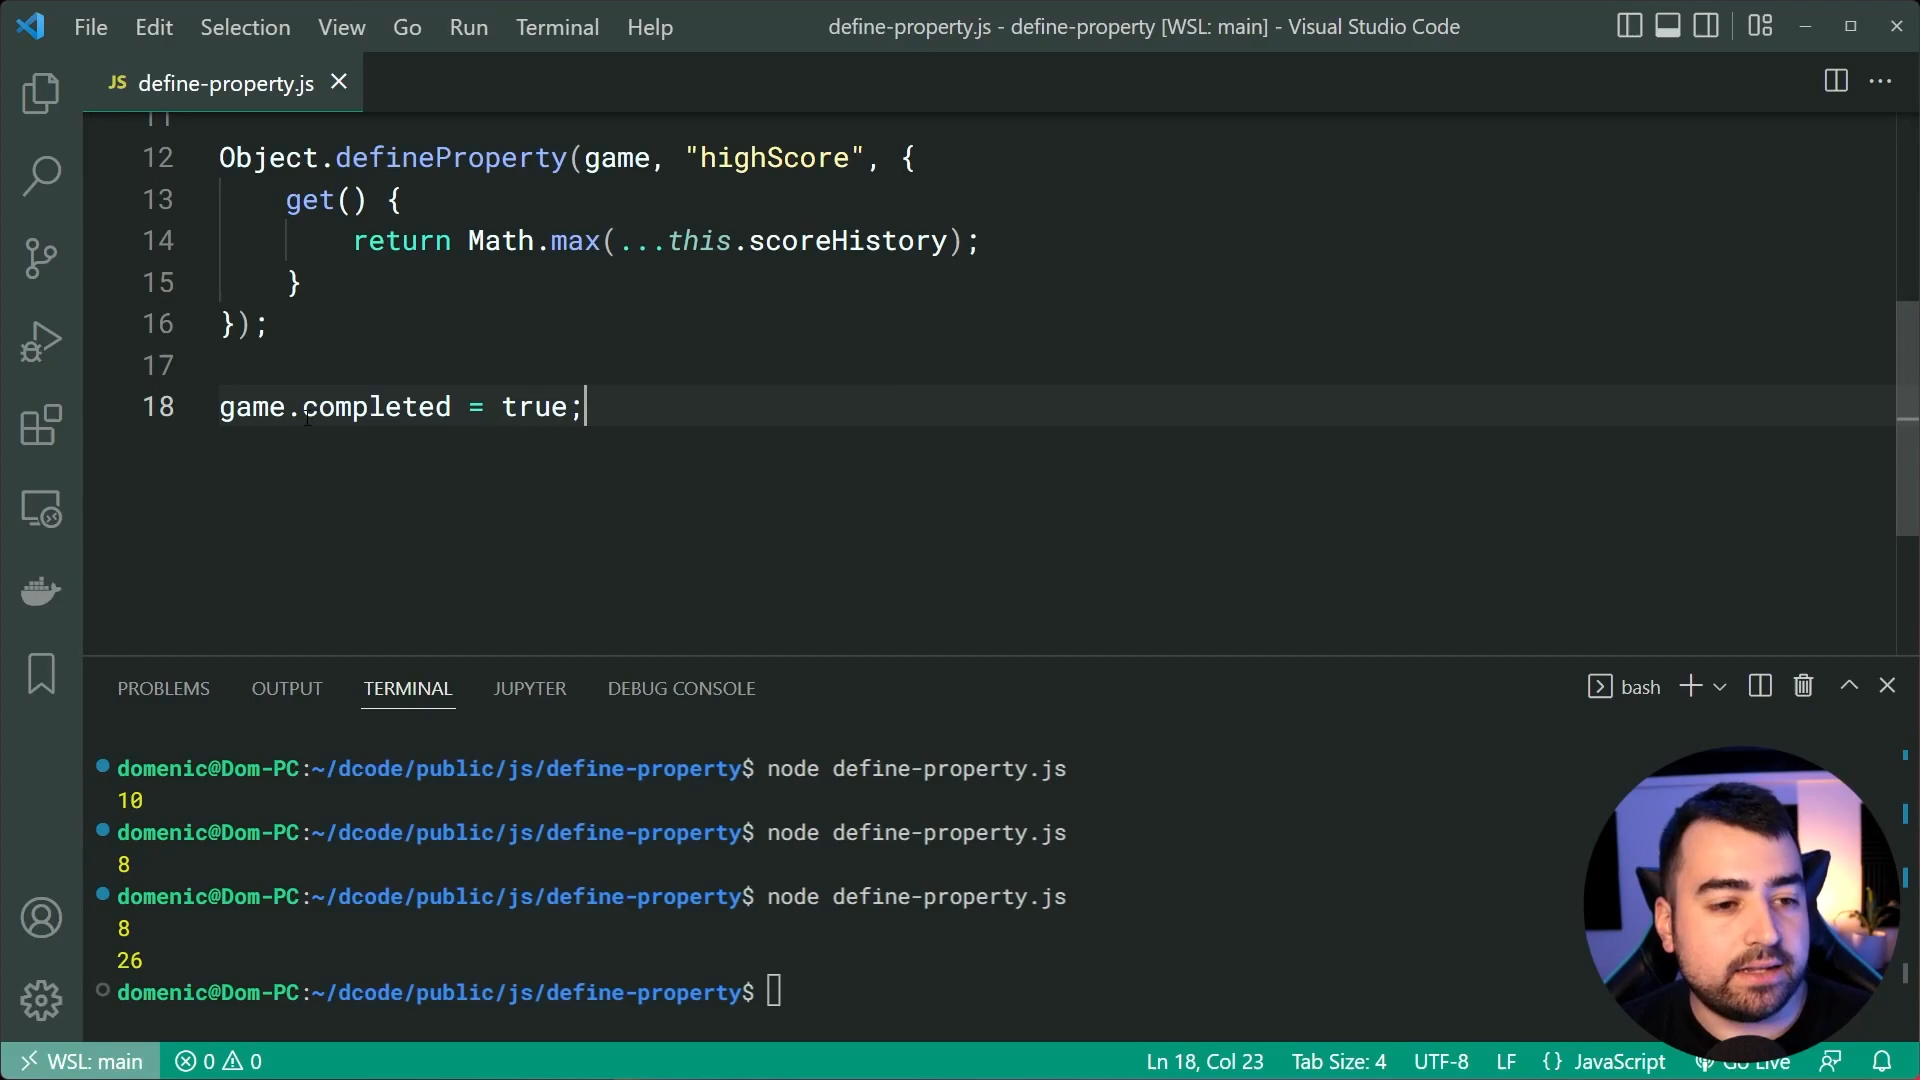 File Edit Selection View Go Run Terminal Help
define-property.js - define-property [WSL: main] - Visual Studio Code
JS define-property.js
11
12 Object.defineProperty(game, "highScore", {
13 get() {
14 return Math.max(...this.scoreHistory);
15 }
16 });
17
18 game.completed = true;
PROBLEMS OUTPUT TERMINAL JUPYTER DEBUG CONSOLE
bash
domenic@Dom-PC:~/dcode/public/js/define-property$ node define-property.js
10
domenic@Dom-PC:~/dcode/public/js/define-property$ node define-property.js
8
domenic@Dom-PC:~/dcode/public/js/define-property$ node define-property.js
8
26
domenic@Dom-PC:~/dcode/public/js/define-property$
WSL: main 0 0 Ln 18, Col 23 Tab Size: 4 UTF-8 LF {} JavaScript Go Live